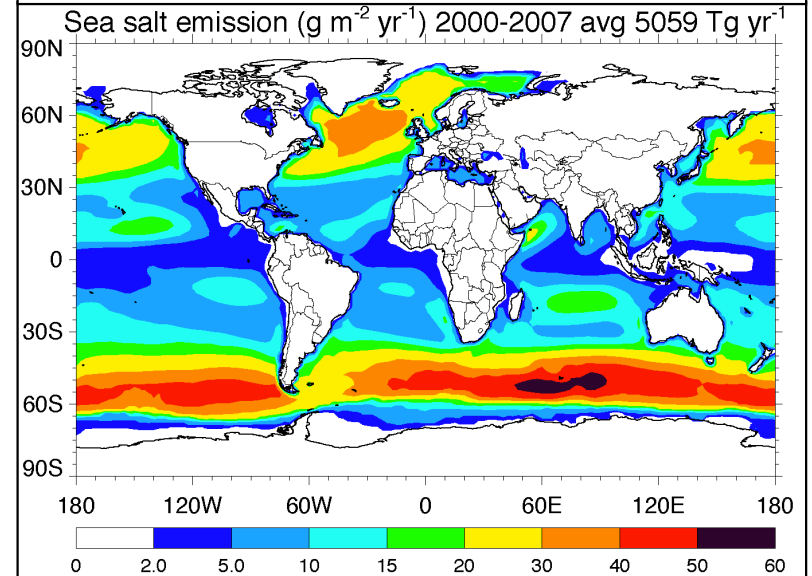 Sea salt emission (g m⁻² yr⁻¹) 2000-2007 avg 5059 Tg yr⁻¹
90N
60N
30N
0
30S
60S
90S
180 120W 60W 0 60E 120E 180
0 2.0 5.0 10 15 20 30 40 50 60